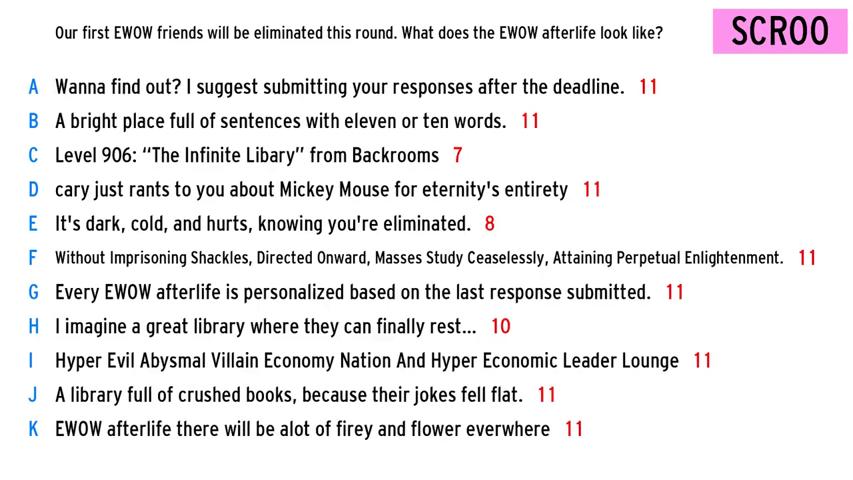 Our first EWOW friends will be eliminated this round. What does the EWOW afterlife look like?
SCROO
A Wanna find out? I suggest submitting your responses after the deadline. 11
B A bright place full of sentences with eleven or ten words. 11
C Level 906: “The Infinite Libary” from Backrooms 7
D cary just rants to you about Mickey Mouse for eternity's entirety 11
E It's dark, cold, and hurts, knowing you're eliminated. 8
F Without Imprisoning Shackles, Directed Onward, Masses Study Ceaselessly, Attaining Perpetual Enlightenment. 11
G Every EWOW afterlife is personalized based on the last response submitted. 11
H I imagine a great library where they can finally rest... 10
I Hyper Evil Abysmal Villain Economy Nation And Hyper Economic Leader Lounge 11
J A library full of crushed books, because their jokes fell flat. 11
K EWOW afterlife there will be alot of firey and flower everwhere 11